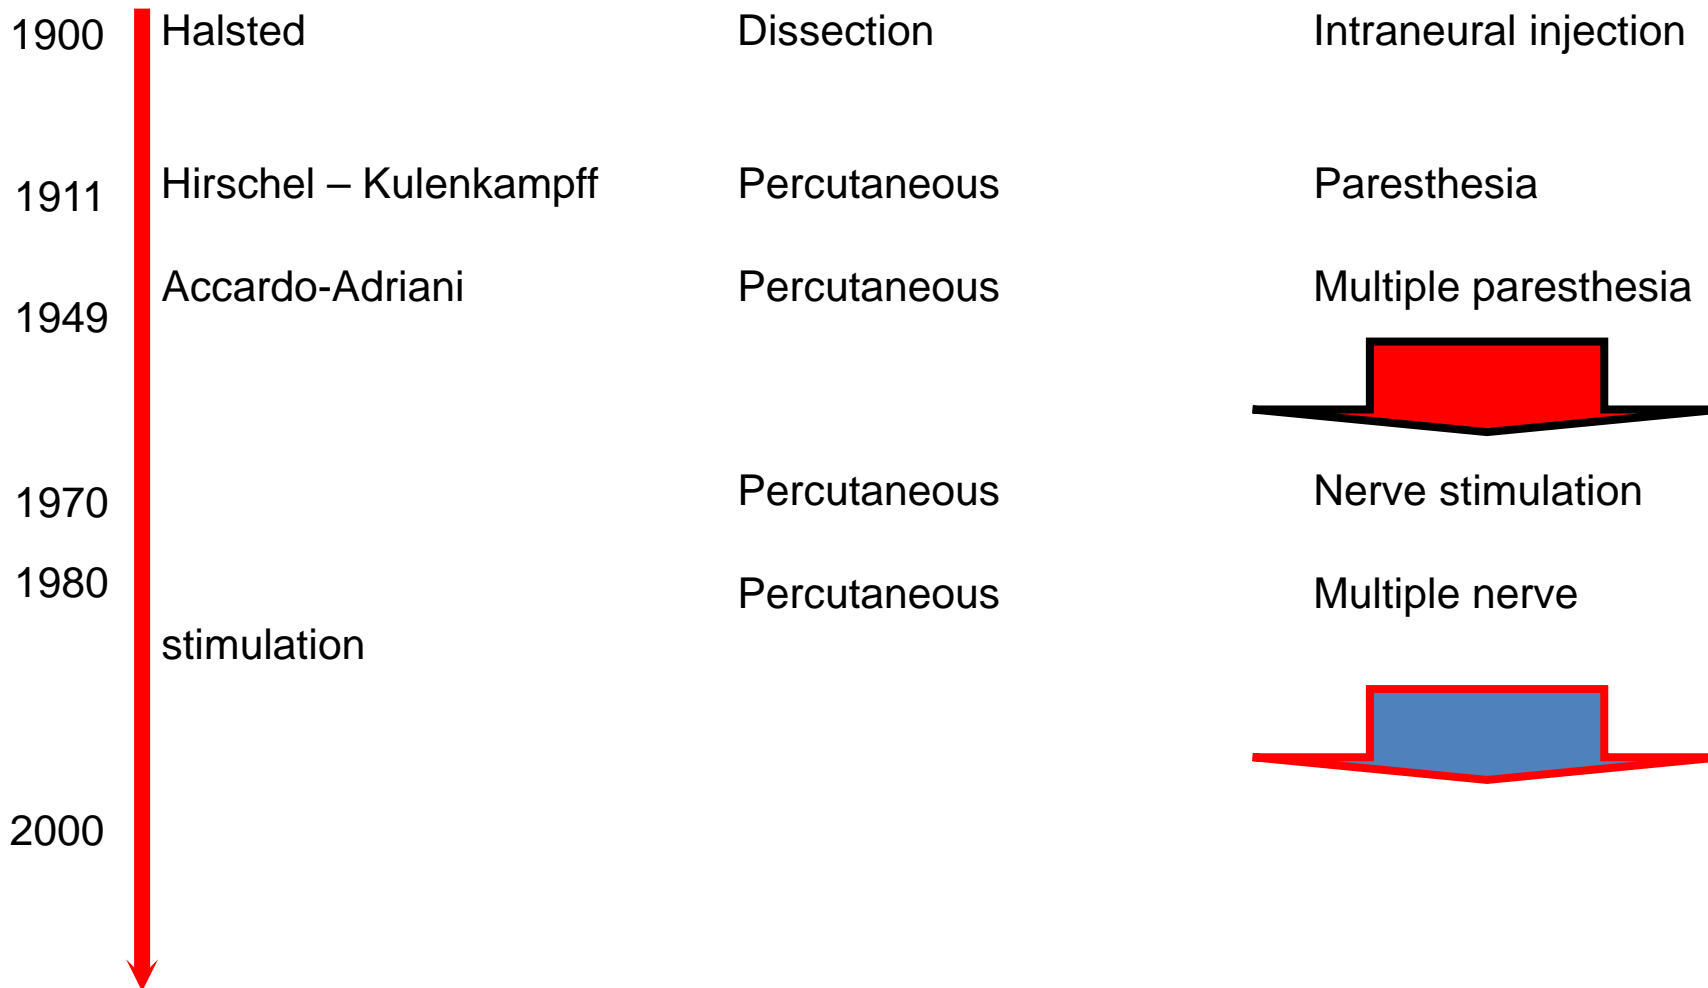 1900 Halsted Dissection Intraneural injection
1911 Hirschel – Kulenkampff Percutaneous Paresthesia
1949 Accardo-Adriani Percutaneous Multiple paresthesia
1970 Percutaneous Nerve stimulation
1980 Percutaneous Multiple nerve
stimulation
2000